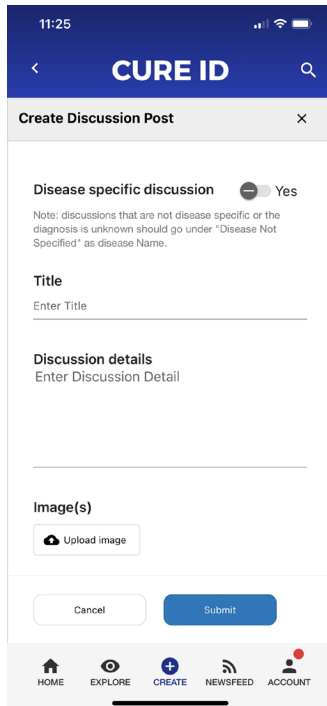 11:25
CURE ID
Create Discussion Post
Disease specific discussion Yes
Note: discussions that are not disease specific or the
diagnosis is unknown should go under "Disease Not
Specified" as disease Name.
Title
Enter Title
Discussion details
Enter Discussion Detail
Image(s)
Upload image
Cancel Submit
HOME EXPLORE CREATE NEWSFEED ACCOUNT